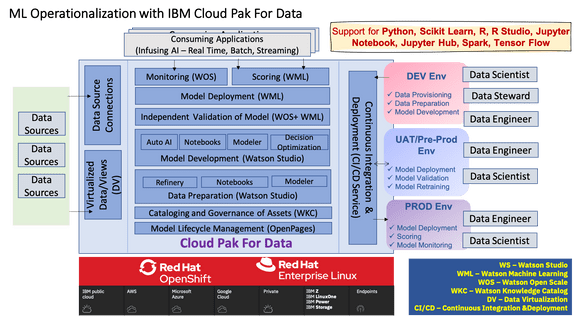 ML Operationalization with IBM Cloud Pak For Data
Support for Python, Scikit Learn, R, R Studio, Jupyter
Notebook, Jupyter Hub, Spark, Tensor Flow
Consuming Applications
Consuming Applications
(Infusing AI – Real Time, Batch, Streaming)
Data
Sources
Data
Sources
Data
Sources
Data Source
Connections
Virtualized
Data/Views
(DV)
Monitoring (WOS)
Scoring (WML)
Model Deployment (WML)
Independent Validation of Model (WOS+ WML)
Auto AI
Notebooks
Modeler
Decision
Optimization
Model Development (Watson Studio)
Refinery
Notebooks
Modeler
Data Preparation (Watson Studio)
Cataloging and Governance of Assets (WKC)
Model Lifecycle Management (OpenPages)
Cloud Pak For Data
Continuous Integration &
Deployment (CI/CD Service)
DEV Env
✓ Data Provisioning
✓ Data Preparation
✓ Model Development
Data Scientist
Data Steward
Data Engineer
UAT/Pre-Prod
Env
✓ Model Deployment
✓ Model Validation
✓ Model Retraining
Data Engineer
Data Scientist
PROD Env
✓ Model Deployment
✓ Scoring
✓ Model Monitoring
Data Engineer
Data Scientist
Red Hat
OpenShift
Red Hat
Enterprise Linux
IBM public
cloud
AWS
Microsoft
Azure
Google
Cloud
Private
IBM Z
IBM LinuxOne
IBM Power
IBM Storage
Endpoints
WS – Watson Studio
WML – Watson Machine Learning
WOS – Watson Open Scale
WKC – Watson Knowledge Catalog
DV – Data Virtualization
CI/CD – Continuous Integration &Deployment